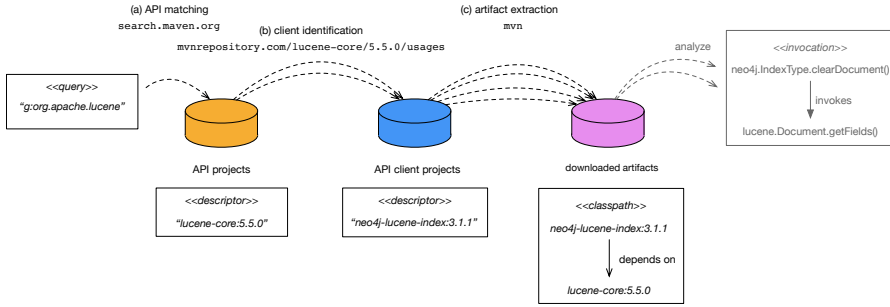 (a) API matching
search.maven.org
(b) client identification
mvnrepository.com/lucene-core/5.5.0/usages
(c) artifact extraction
mvn
analyze
<<query>>
“g:org.apache.lucene”
<<invocation>>
neo4j.IndexType.clearDocument()
invokes
lucene.Document.getFields()
API projects
API client projects
downloaded artifacts
<<descriptor>>
“lucene-core:5.5.0”
<<descriptor>>
“neo4j-lucene-index:3.1.1”
<<classpath>>
neo4j-lucene-index:3.1.1
depends on
lucene-core:5.5.0